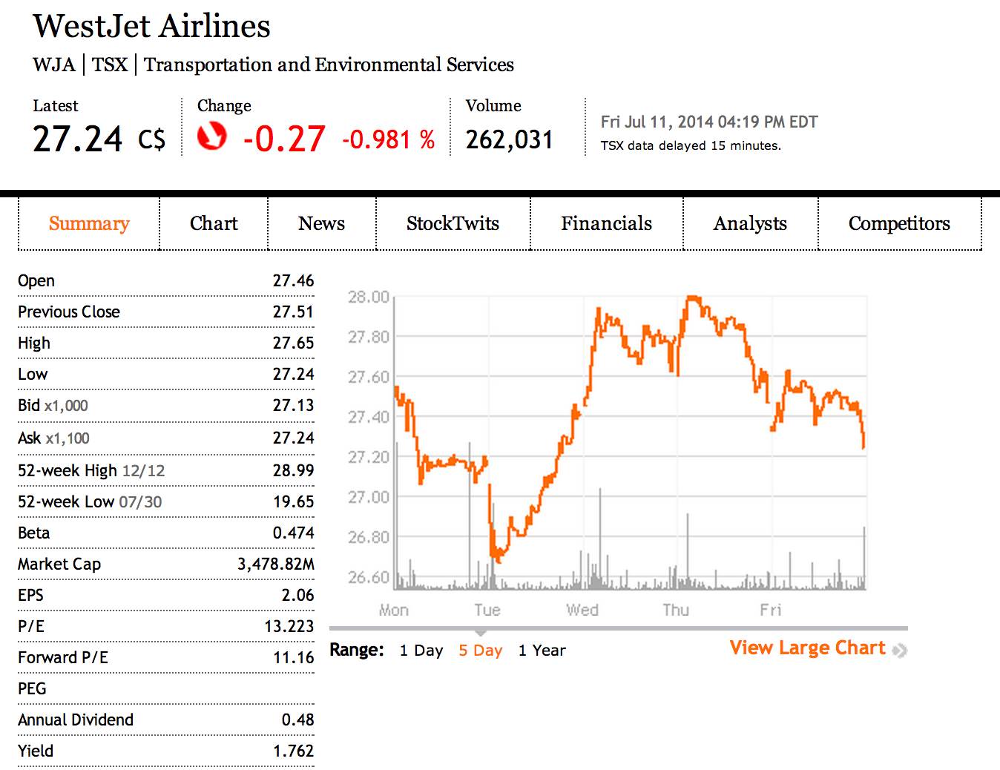 WestJet Airlines
WJA | TSX | Transportation and Environmental Services
Latest Change Volume
27.24 C$ -0.27 -0.981 % 262,031
Fri Jul 11, 2014 04:19 PM EDT
TSX data delayed 15 minutes.
Summary Chart News StockTwits Financials Analysts Competitors
Open 27.46
Previous Close 27.51
High 27.65
Low 27.24
Bid x1,000 27.13
Ask x1,100 27.24
52-week High 12/12 28.99
52-week Low 07/30 19.65
Beta 0.474
Market Cap 3,478.82M
EPS 2.06
P/E 13.223
Forward P/E 11.16
PEG
Annual Dividend 0.48
Yield 1.762
28.00
27.80
27.60
27.40
27.20
27.00
26.80
26.60
Mon Tue Wed Thu Fri
Range: 1 Day 5 Day 1 Year
View Large Chart